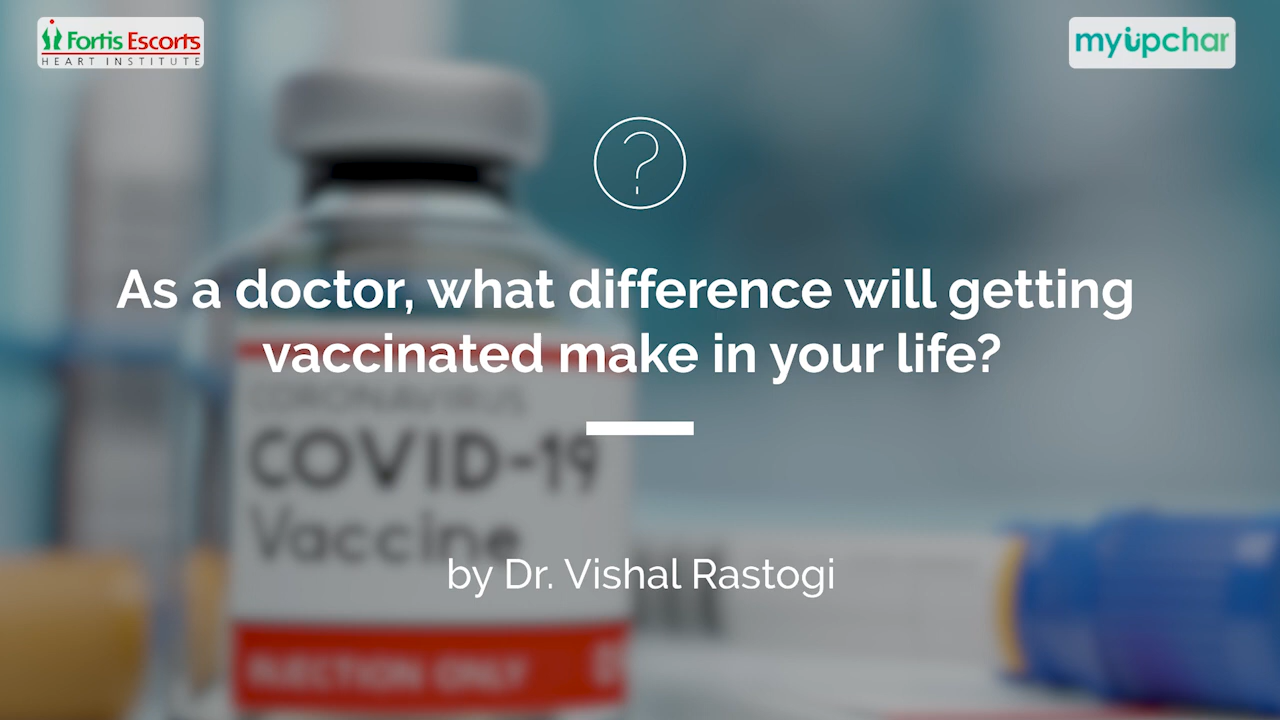 Fortis Escorts
HEART INSTITUTE
myUpchar
As a doctor, what difference will getting
vaccinated make in your life?
CORONAVIRUS
COVID-19
Vaccine
by Dr. Vishal Rastogi
INJECTION ONLY